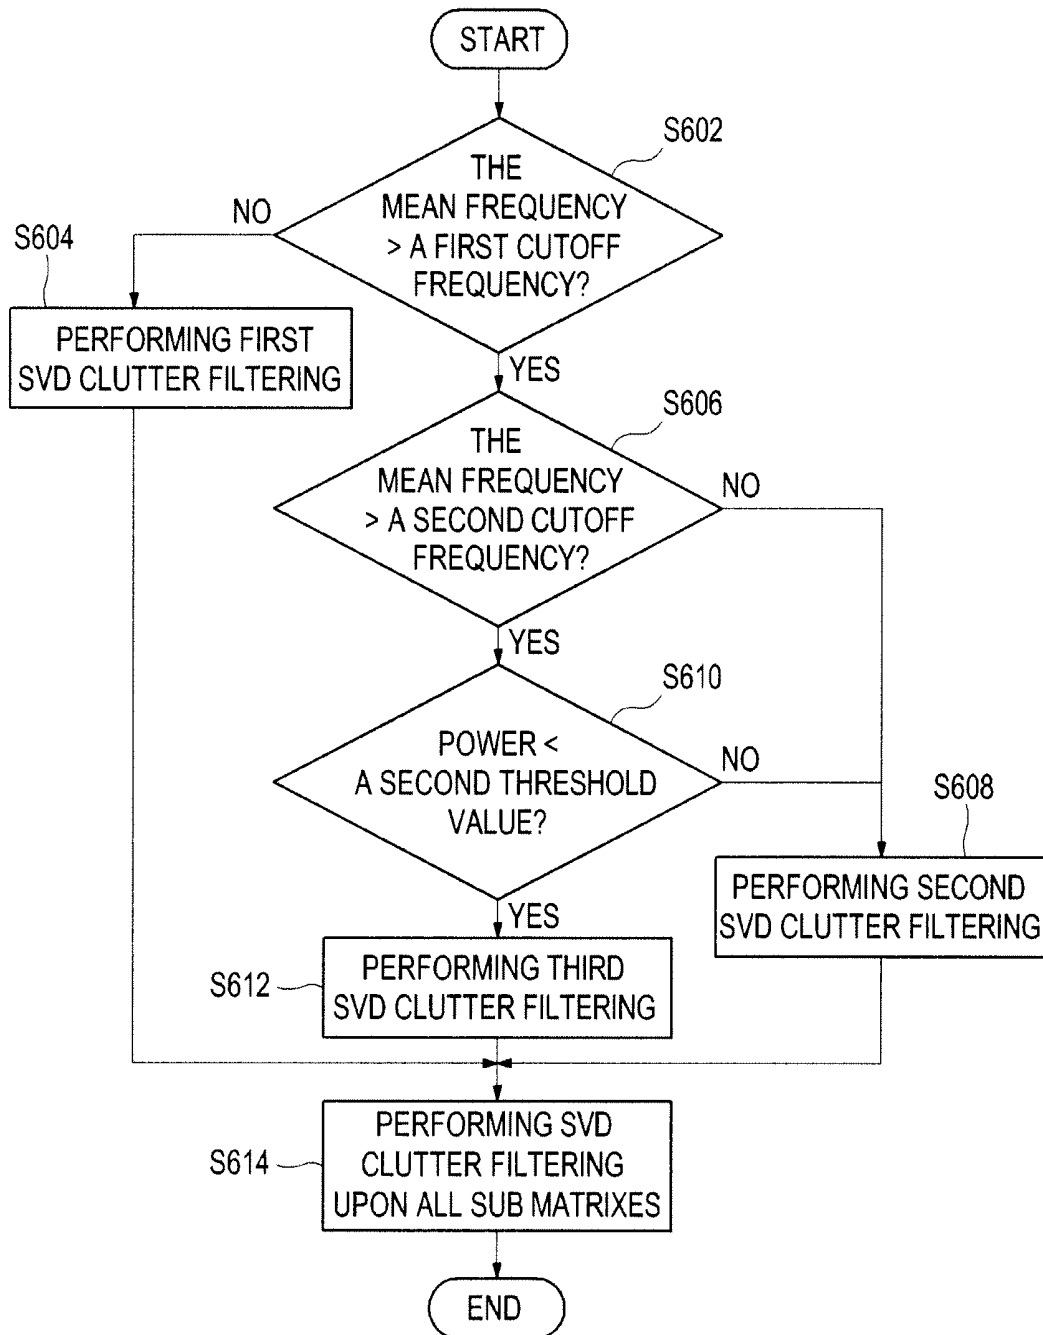 START
S602
THE
MEAN FREQUENCY
> A FIRST CUTOFF
FREQUENCY?
NO
S604
PERFORMING FIRST
SVD CLUTTER FILTERING
YES
S606
THE
MEAN FREQUENCY
> A SECOND CUTOFF
FREQUENCY?
NO
YES
S610
POWER <
A SECOND THRESHOLD
VALUE?
NO
S608
PERFORMING SECOND
SVD CLUTTER FILTERING
YES
S612
PERFORMING THIRD
SVD CLUTTER FILTERING
S614
PERFORMING SVD
CLUTTER FILTERING
UPON ALL SUB MATRIXES
END